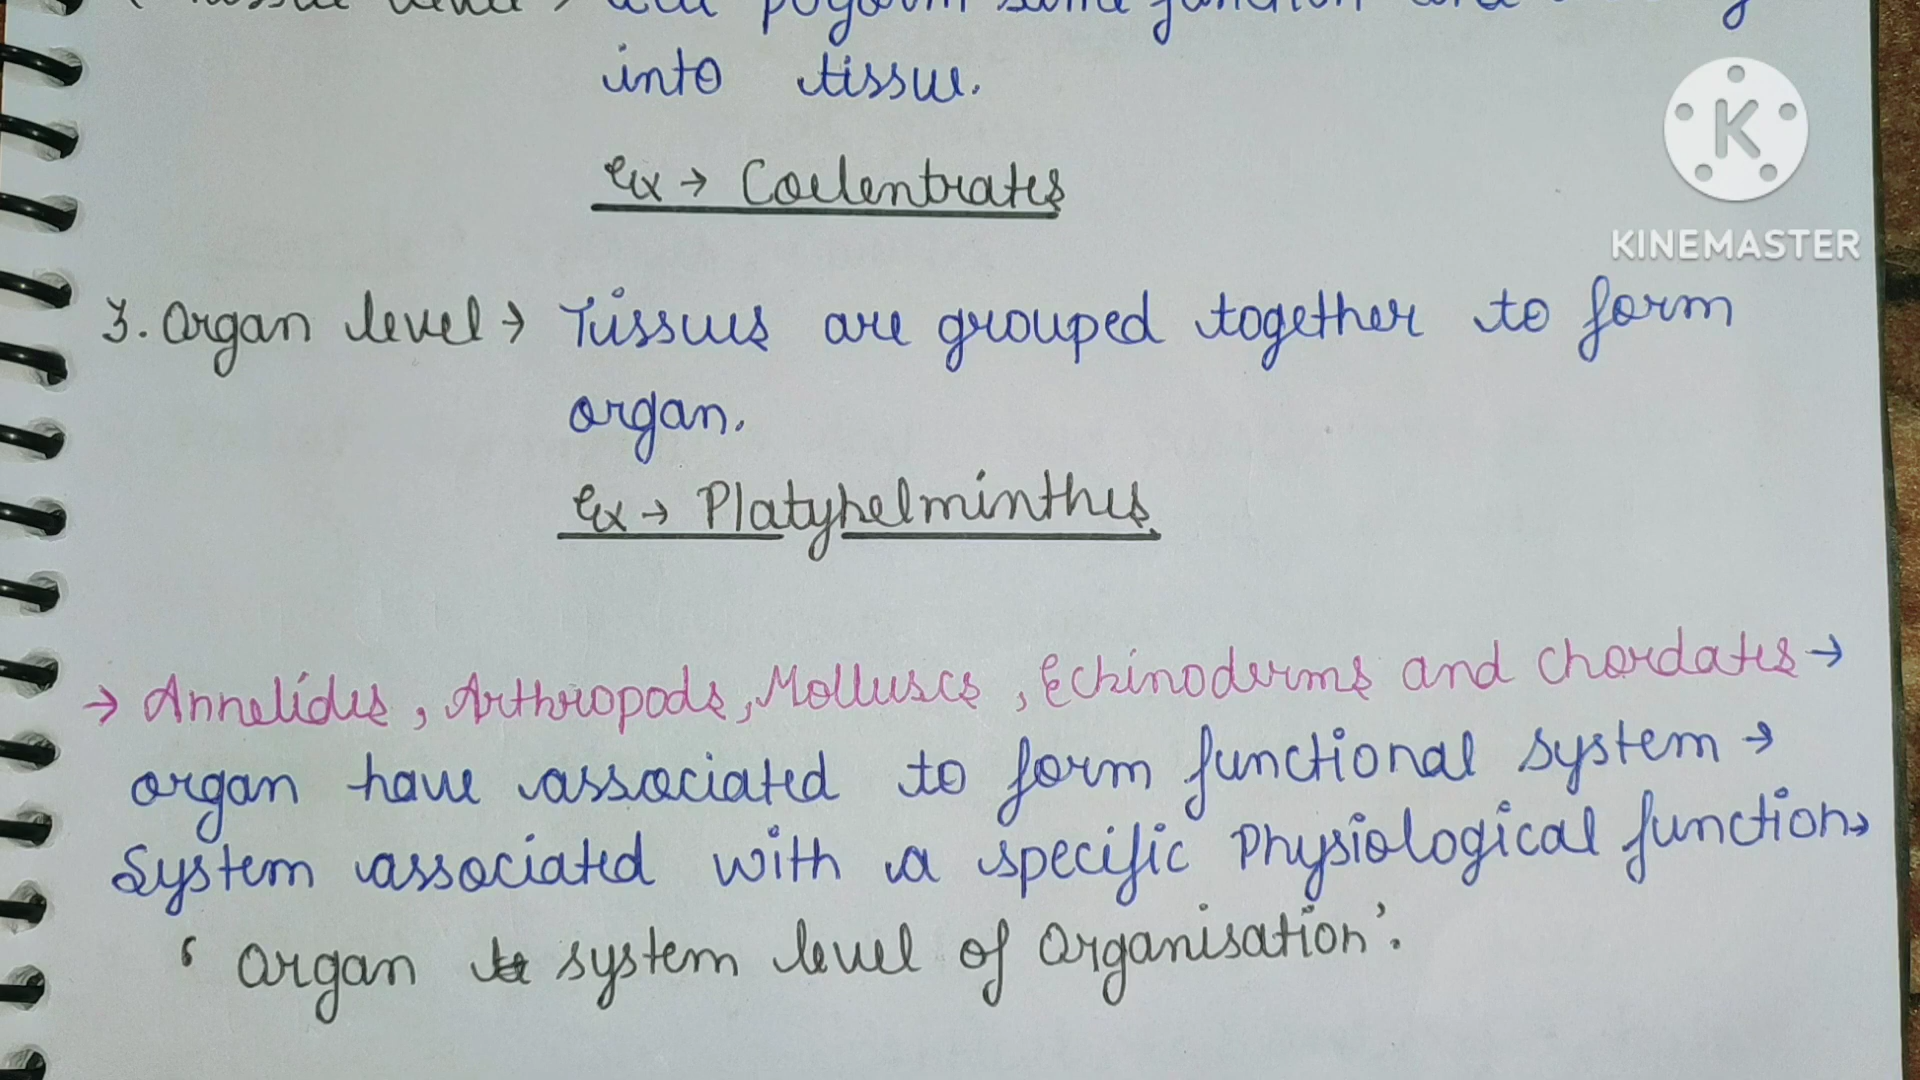 into tissue.
Ex → Coelentrates
KINEMASTER
3. Organ level → Tissues are grouped together to form
organ.
Ex → Platyhelminthes
→ Annelides, Arthropods, Molluscs, Echinoderms and Chordates →
organ have associated to form functional system →
System associated with a specific Physiological function →
' Organ system level of Organisation'.